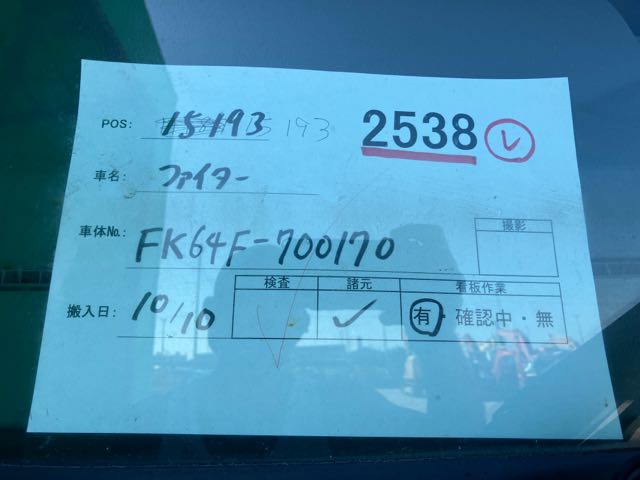 POS: 15193 193 2538 レ
車名: ファイター
車体No.: FK64F-700170
撮影
検査 諸元 看板作業
搬入日: 10/10 ✓ ✓ 有・確認中・無